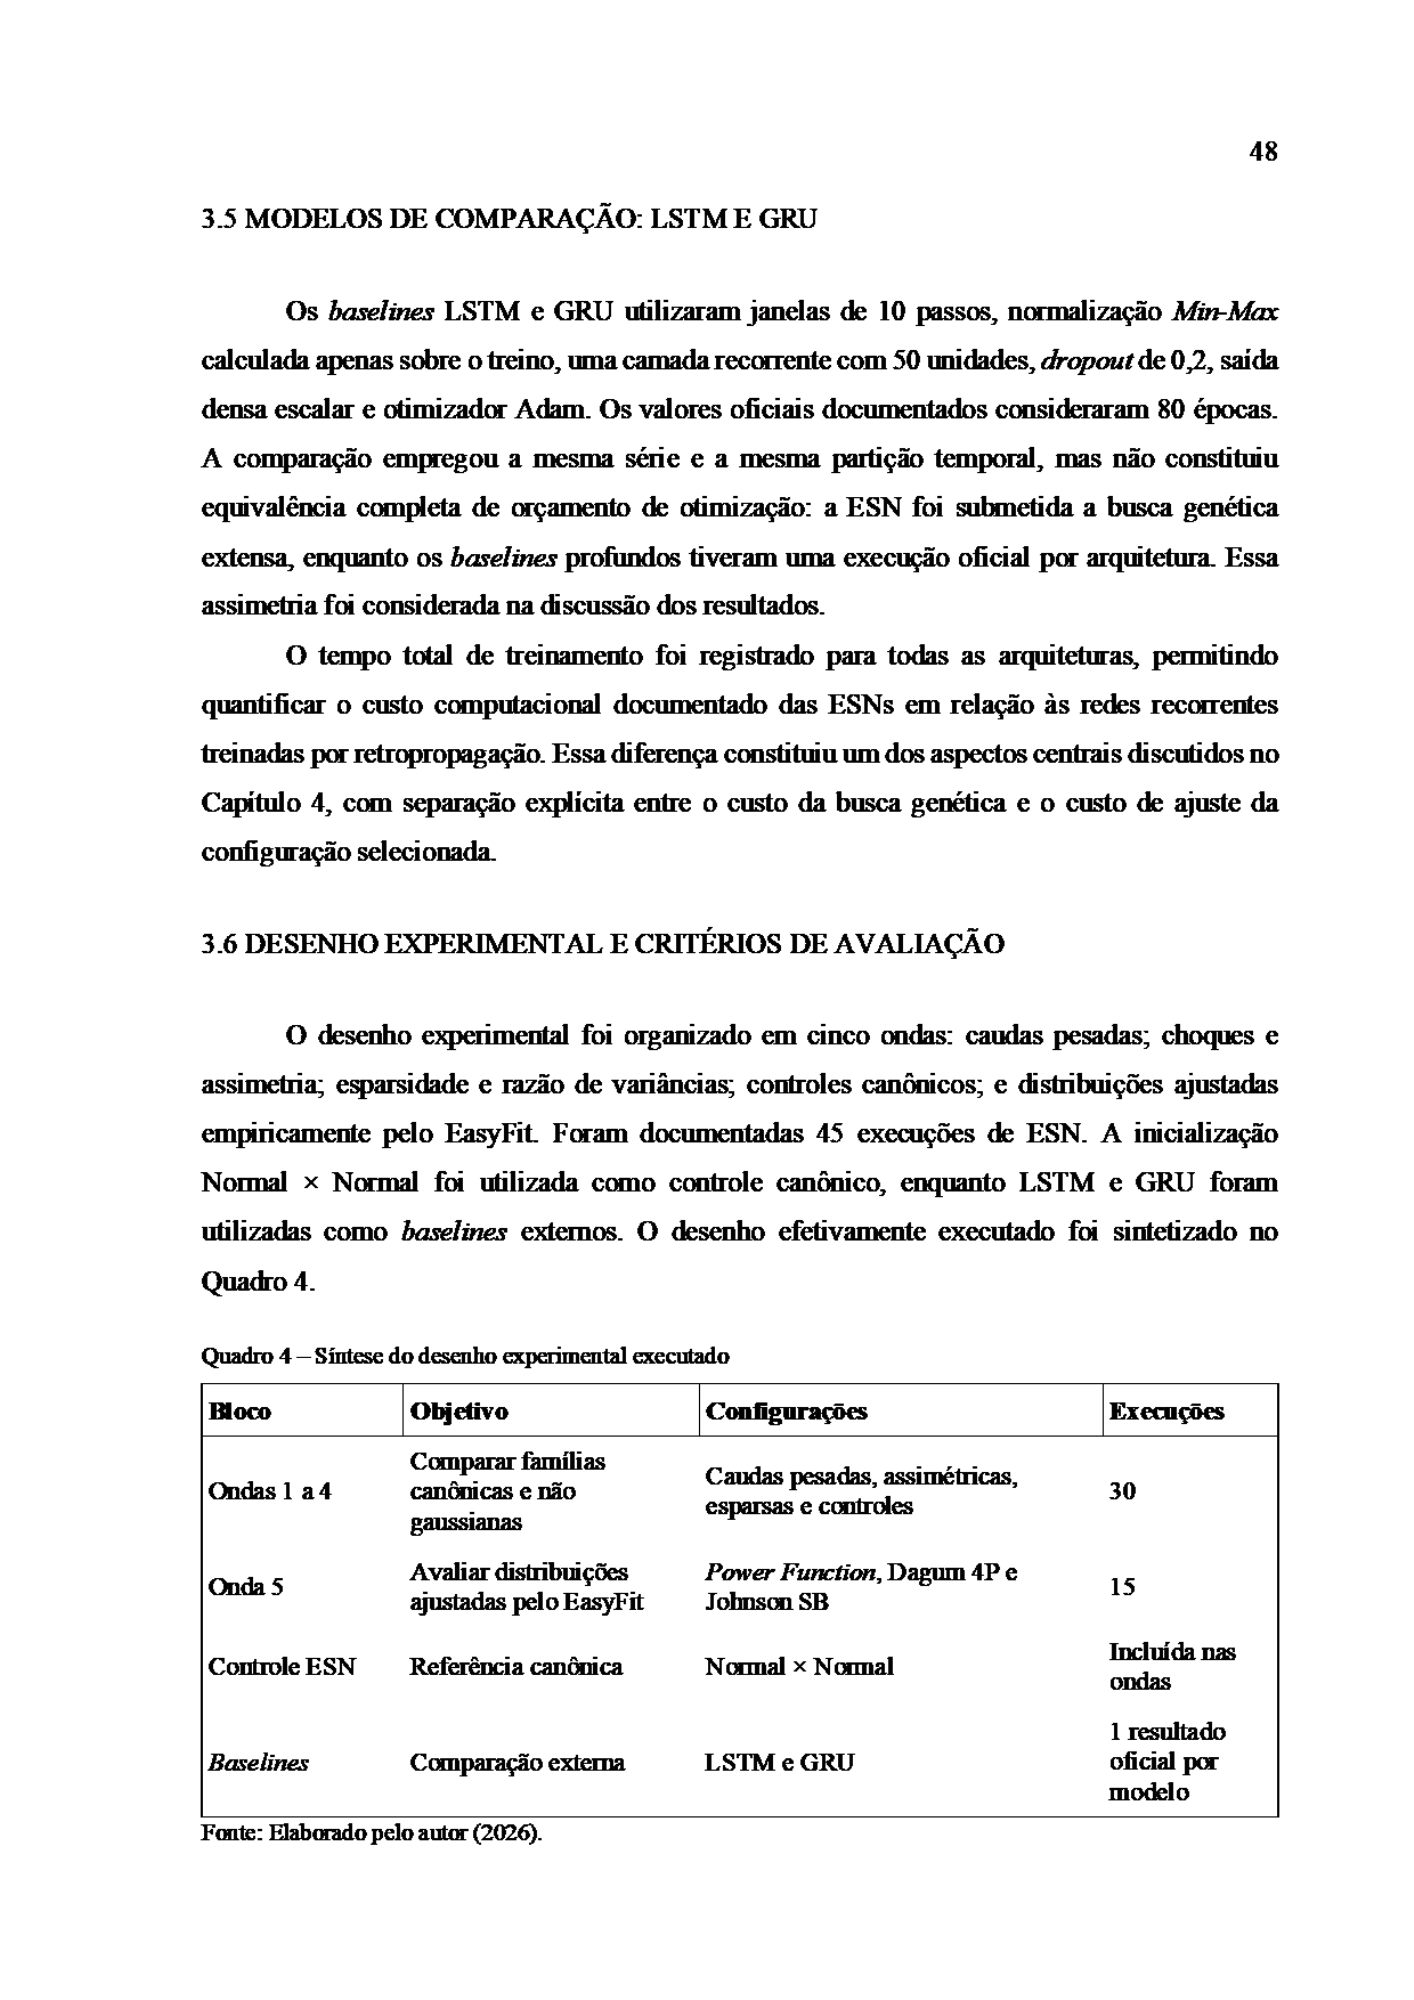 48
3.5 MODELOS DE COMPARAÇÃO: LSTM E GRU
Os baselines LSTM e GRU utilizaram janelas de 10 passos, normalização Min-Max
calculada apenas sobre o treino, uma camada recorrente com 50 unidades, dropout de 0,2, saída
densa escalar e otimizador Adam. Os valores oficiais documentados consideraram 80 épocas.
A comparação empregou a mesma série e a mesma partição temporal, mas não constituiu
equivalência completa de orçamento de otimização: a ESN foi submetida a busca genética
extensa, enquanto os baselines profundos tiveram uma execução oficial por arquitetura. Essa
assimetria foi considerada na discussão dos resultados.
O tempo total de treinamento foi registrado para todas as arquiteturas, permitindo
quantificar o custo computacional documentado das ESNs em relação às redes recorrentes
treinadas por retropropagação. Essa diferença constituiu um dos aspectos centrais discutidos no
Capítulo 4, com separação explícita entre o custo da busca genética e o custo de ajuste da
configuração selecionada.
3.6 DESENHO EXPERIMENTAL E CRITÉRIOS DE AVALIAÇÃO
O desenho experimental foi organizado em cinco ondas: caudas pesadas; choques e
assimetria; esparsidade e razão de variâncias; controles canônicos; e distribuições ajustadas
empiricamente pelo EasyFit. Foram documentadas 45 execuções de ESN. A inicialização
Normal × Normal foi utilizada como controle canônico, enquanto LSTM e GRU foram
utilizadas como baselines externos. O desenho efetivamente executado foi sintetizado no
Quadro 4.
Quadro 4 – Síntese do desenho experimental executado
Bloco Objetivo Configurações Execuções
Ondas 1 a 4
Comparar famílias
canônicas e não
gaussianas
Caudas pesadas, assimétricas,
esparsas e controles
30
Onda 5
Avaliar distribuições
ajustadas pelo EasyFit
Power Function, Dagum 4P e
Johnson SB
15
Controle ESN
Referência canônica
Normal × Normal
Incluída nas
ondas
Baselines
Comparação externa
LSTM e GRU
1 resultado
oficial por
modelo
Fonte: Elaborado pelo autor (2026).